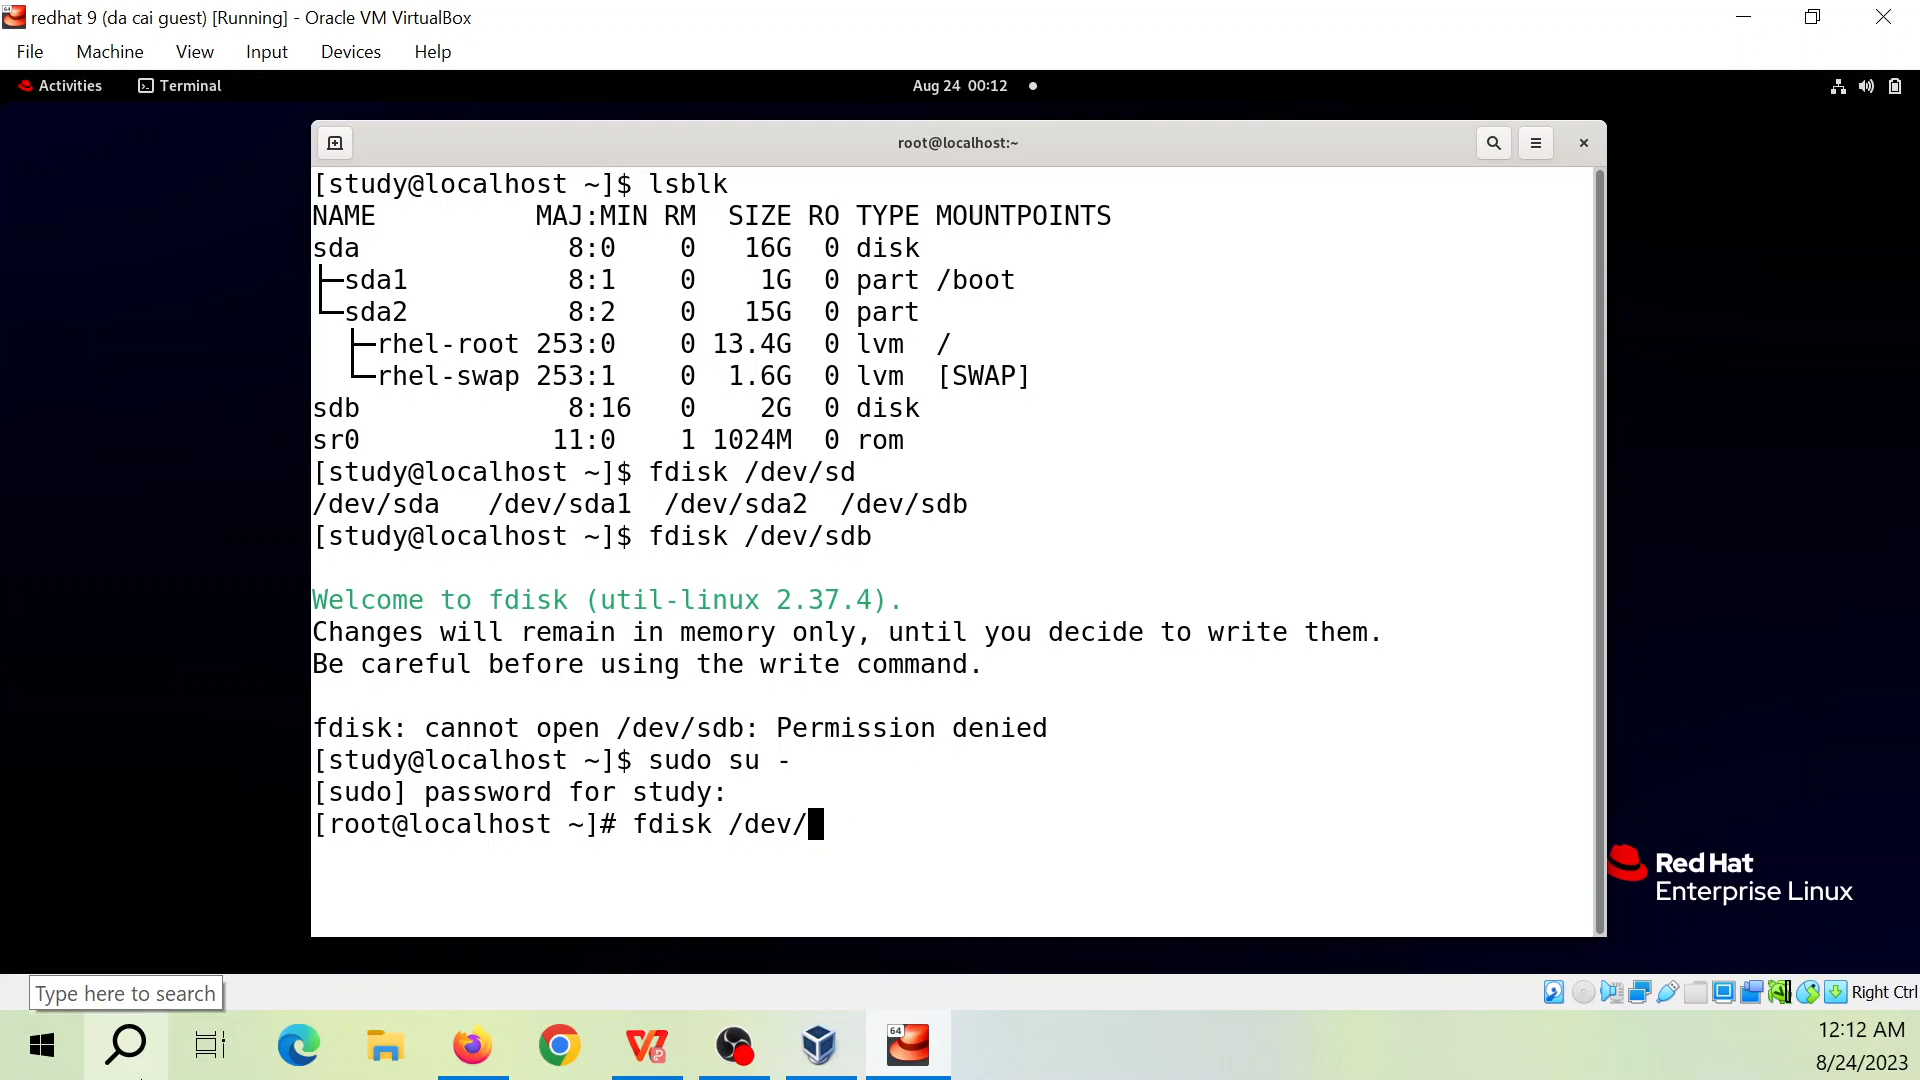 redhat 9 (da cai guest) [Running] - Oracle VM VirtualBox
File Machine View Input Devices Help
Activities Terminal Aug 24 00:12
root@localhost:~
[study@localhost ~]$ lsblk
NAME MAJ:MIN RM SIZE RO TYPE MOUNTPOINTS
sda 8:0 0 16G 0 disk
├─sda1 8:1 0 1G 0 part /boot
└─sda2 8:2 0 15G 0 part
├─rhel-root 253:0 0 13.4G 0 lvm /
└─rhel-swap 253:1 0 1.6G 0 lvm [SWAP]
sdb 8:16 0 2G 0 disk
sr0 11:0 1 1024M 0 rom
[study@localhost ~]$ fdisk /dev/sd
/dev/sda /dev/sda1 /dev/sda2 /dev/sdb
[study@localhost ~]$ fdisk /dev/sdb
Welcome to fdisk (util-linux 2.37.4).
Changes will remain in memory only, until you decide to write them.
Be careful before using the write command.
fdisk: cannot open /dev/sdb: Permission denied
[study@localhost ~]$ sudo su -
[sudo] password for study:
[root@localhost ~]# fdisk /dev/
Red Hat
Enterprise Linux
Type here to search
Right Ctrl
64
12:12 AM
8/24/2023